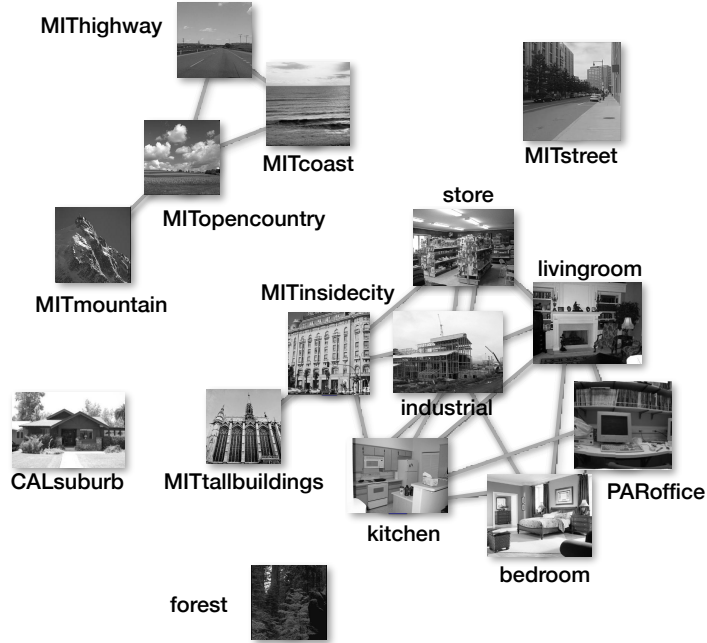 MIThighway
MITcoast
MITstreet
MITopencountry
store
MITmountain
MITinsidecity
livingroom
industrial
CALsuburb
MITtallbuildings
PARoffice
kitchen
bedroom
forest